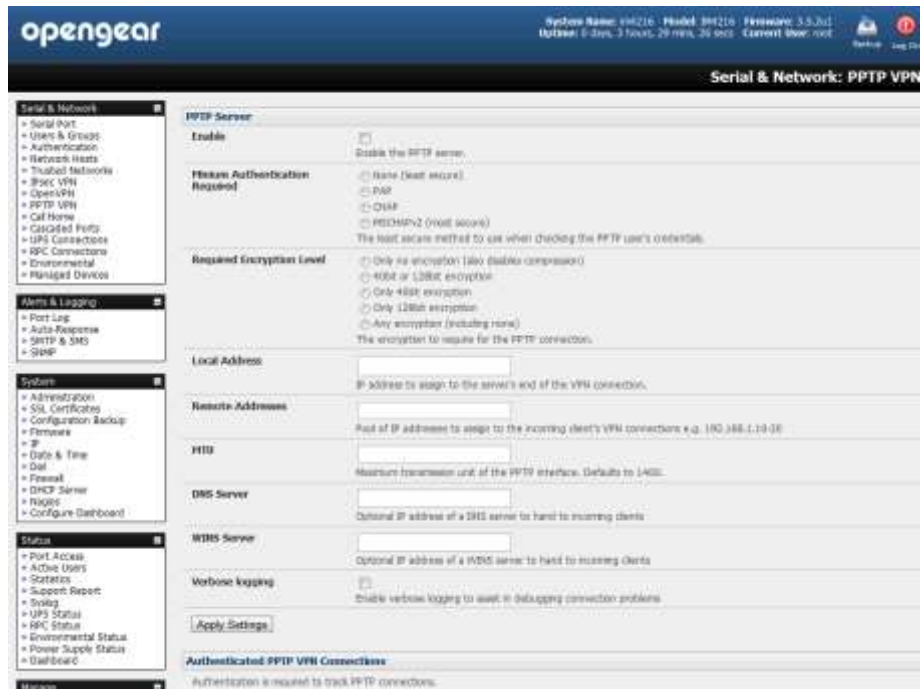 opengear
System Name: im4216 Model: IM4216 Firmware: 3.5.2u1
Uptime: 0 days, 3 hours, 29 mins, 26 secs Current User: root
Backup
Serial & Network: PPTP VPN
Serial & Network
Serial Port
Users & Groups
Authentication
Network Hosts
Trusted Networks
IPsec VPN
OpenVPN
PPTP VPN
Call Home
Cascaded Ports
UPS Connections
RPC Connections
Environmental
Managed Devices
Alerts & Logging
Port Log
Auto-Response
SMTP & SMS
SNMP
System
Administration
SSL Certificates
Configuration Backup
Firmware
IP
Date & Time
Dial
Firewall
DHCP Server
Nagios
Configure Dashboard
Status
Port Access
Active Users
Statistics
Support Report
Syslog
UPS Status
RPC Status
Environmental Status
Power Supply Status
Dashboard
Manage
PPTP Server
Enable
Enable the PPTP server.
Minium Authentication
Required
None (least secure)
PAP
CHAP
MSCHAPv2 (most secure)
The least secure method to use when checking the PPTP user's credentials.
Required Encryption Level
Only no encryption (also disables compression)
40bit or 128bit encryption
Only 40bit encryption
Only 128bit encryption
Any encryption (including none)
The encryption to require for the PPTP connection.
Local Address
IP address to assign to the server's end of the VPN connection.
Remote Addresses
Pool of IP addresses to assign to the incoming client's VPN connections e.g. 192.168.1.10-20
MTU
Maximum transmission unit of the PPTP interface. Defaults to 1400.
DNS Server
Optional IP address of a DNS server to hand to incoming clients
WINS Server
Optional IP address of a WINS server to hand to incoming clients
Verbose logging
Enable verbose logging to assist in debugging connection problems
Apply Settings
Authenticated PPTP VPN Connections
Authentication is required to track PPTP connections.